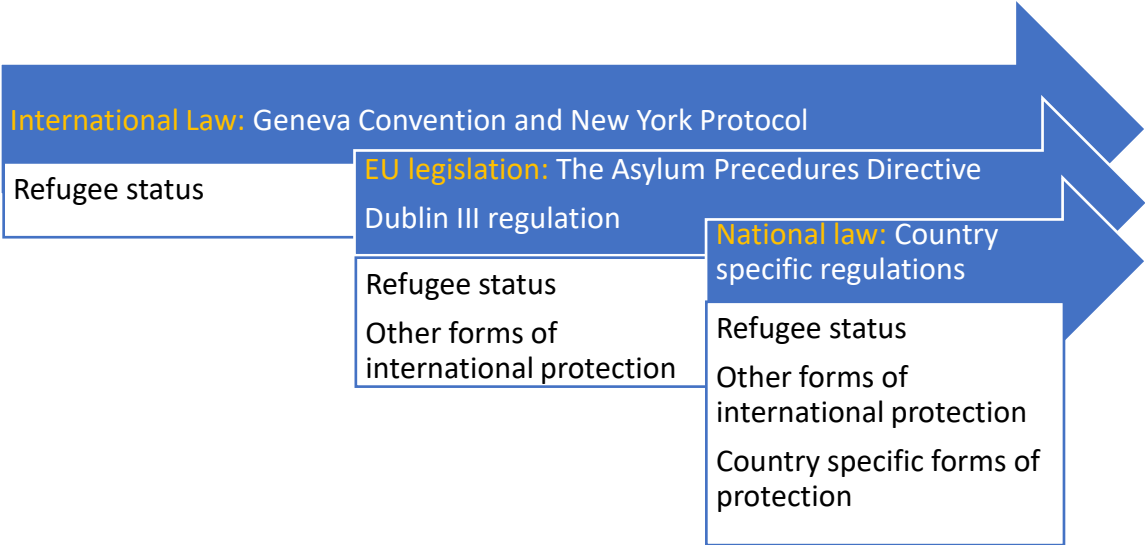 International Law: Geneva Convention and New York Protocol
Refugee status
EU legislation: The Asylum Procedures Directive
Dublin III regulation
Refugee status
Other forms of
international protection
National law: Country
specific regulations
Refugee status
Other forms of
international protection
Country specific forms of
protection